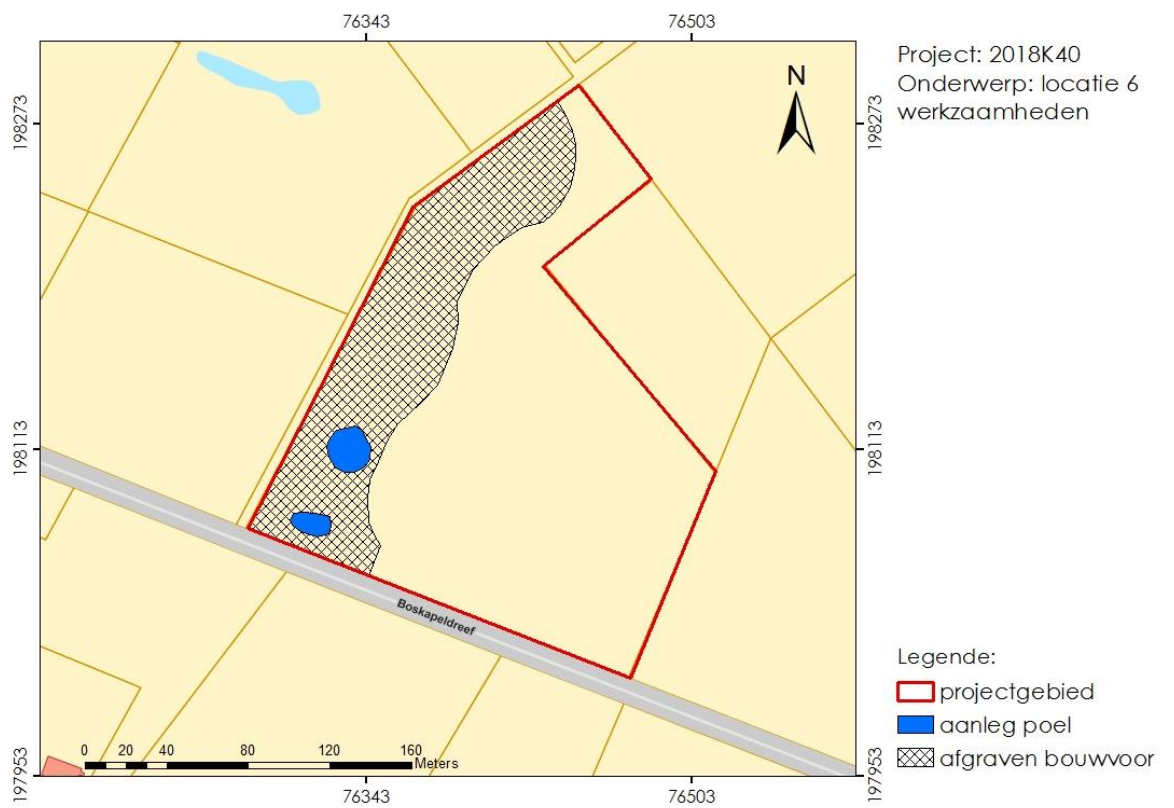 76343
76503
Project: 2018K40
Onderwerp: locatie 6
werkzaamheden
N
198273
198273
198113
198113
Boskapeldreef
Legende:
projectgebied
aanleg poel
afgraven bouwvoor
0 20 40 80 120 160
Meters
197953
197953
76343
76503